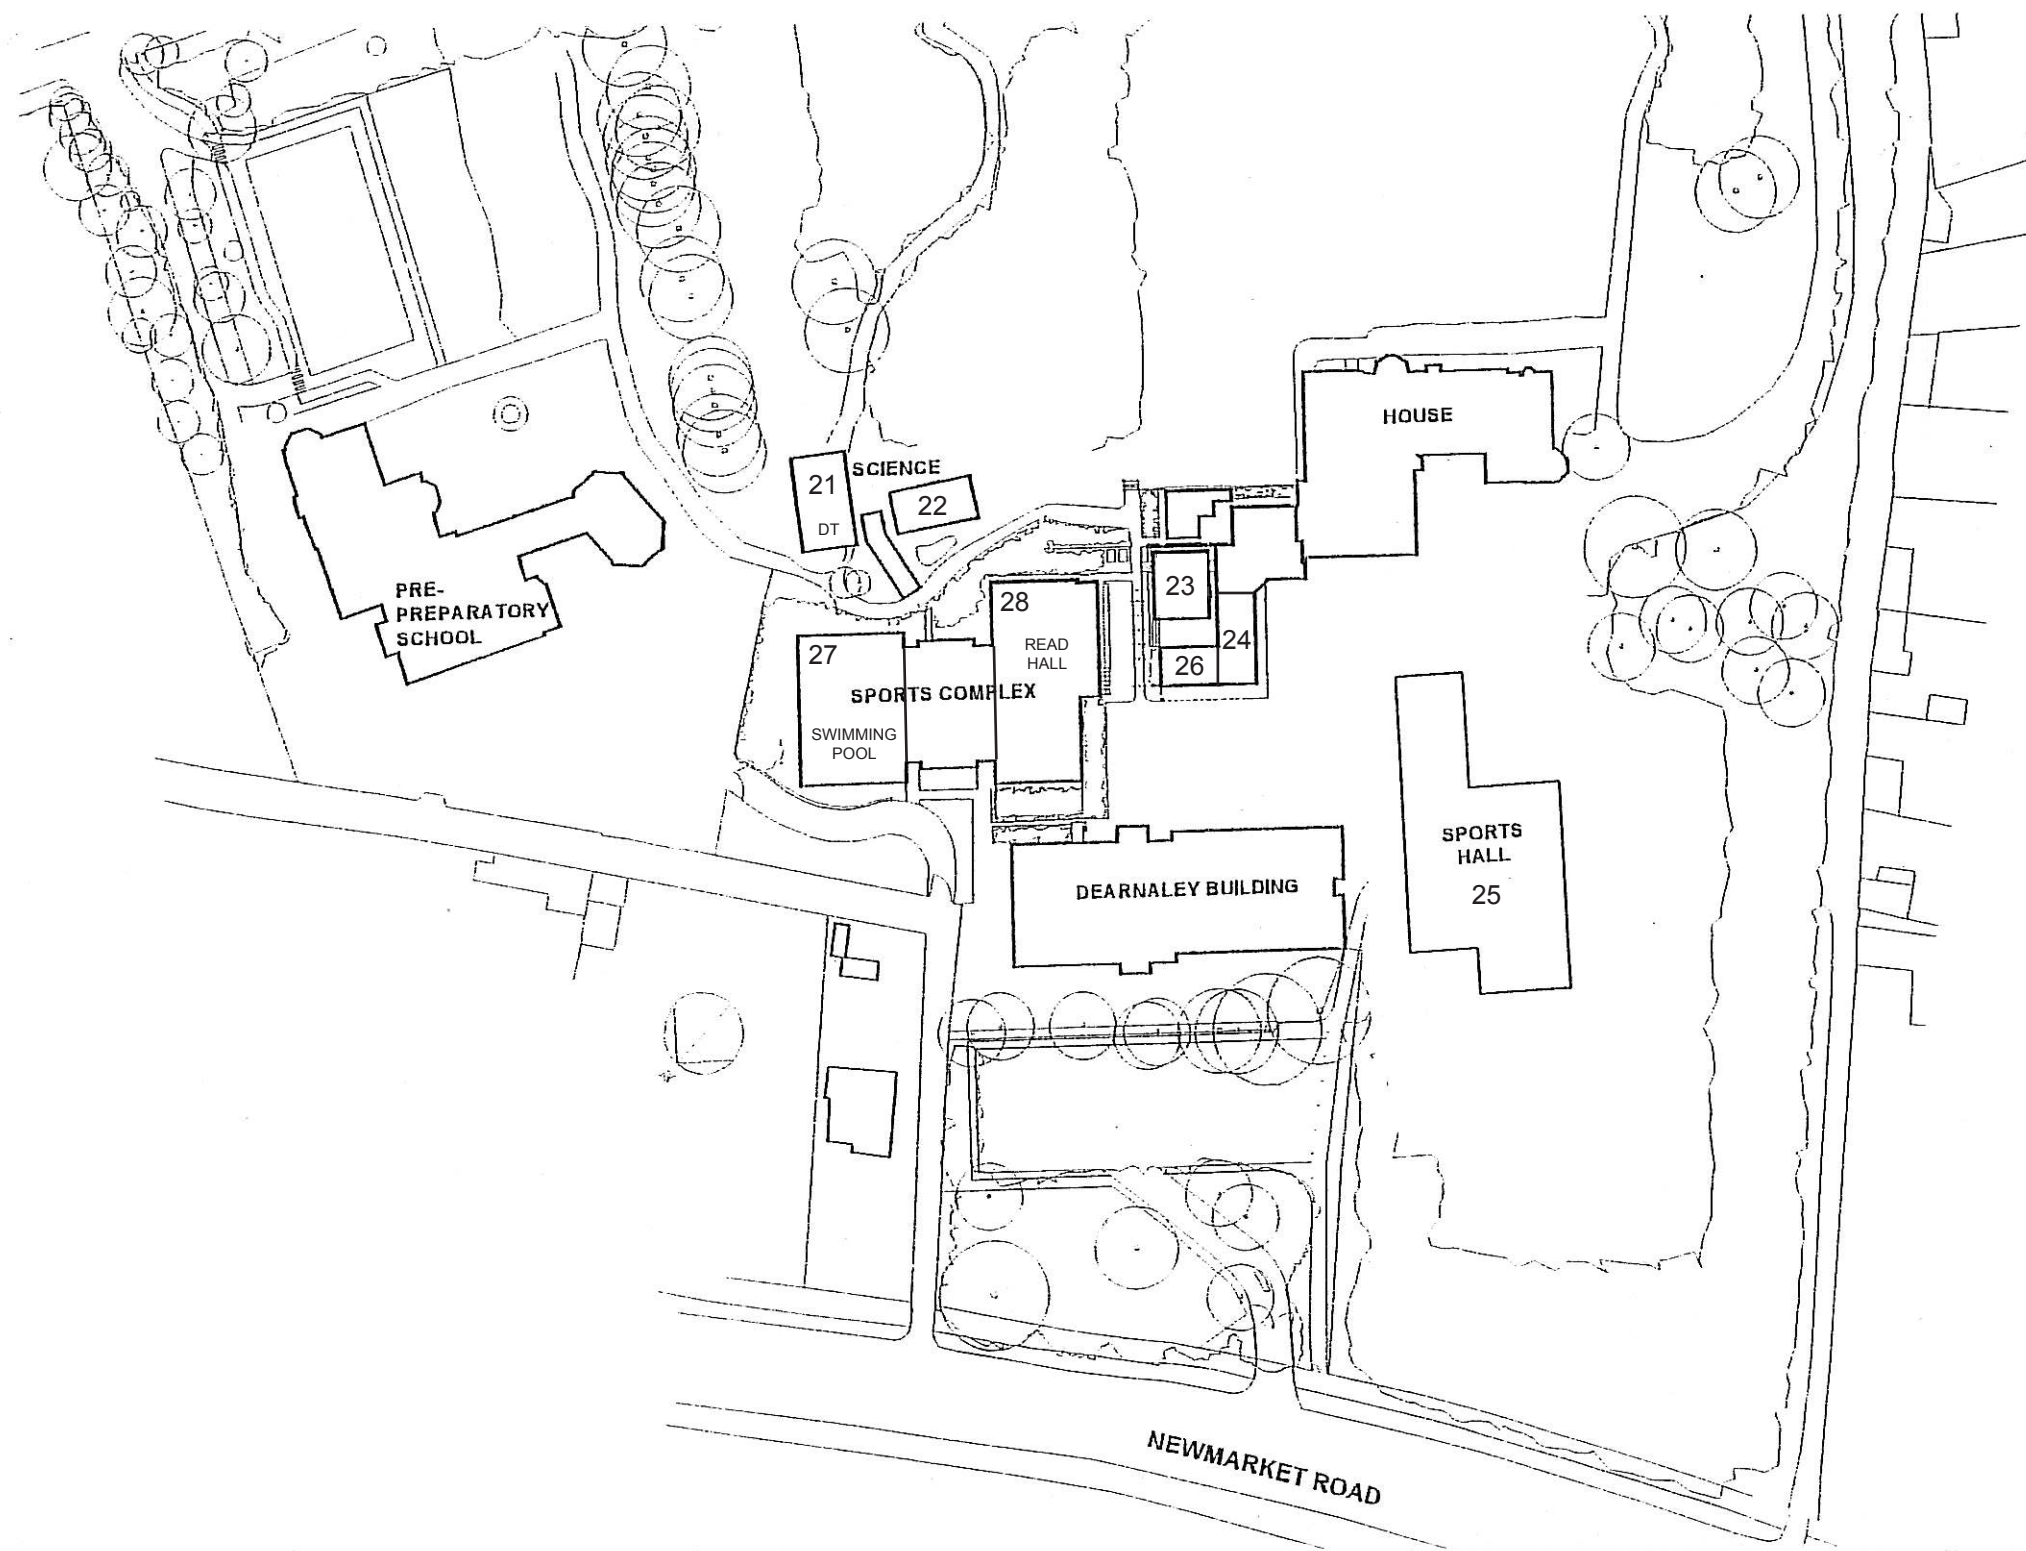 HOUSE
SCIENCE
21
DT
22
23
24
26
PRE-
PREPARATORY
SCHOOL
28
READ
HALL
27
SPORTS COMPLEX
SWIMMING
POOL
SPORTS
HALL
25
DEARNALEY BUILDING
NEWMARKET ROAD